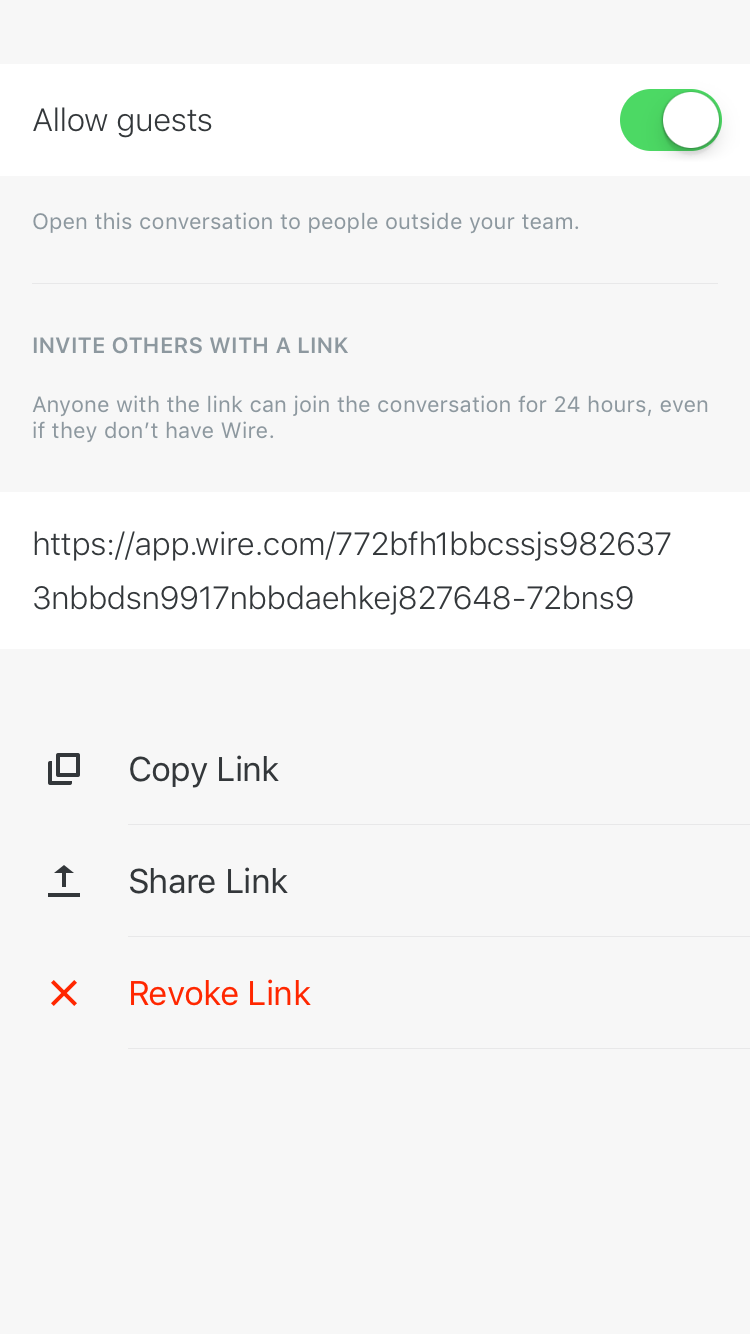 Allow guests
Open this conversation to people outside your team.
INVITE OTHERS WITH A LINK
Anyone with the link can join the conversation for 24 hours, even
if they don’t have Wire.
https://app.wire.com/772bfh1bbcssjs982637
3nbbdsn9917nbbdaehkej827648-72bns9
Copy Link
Share Link
Revoke Link